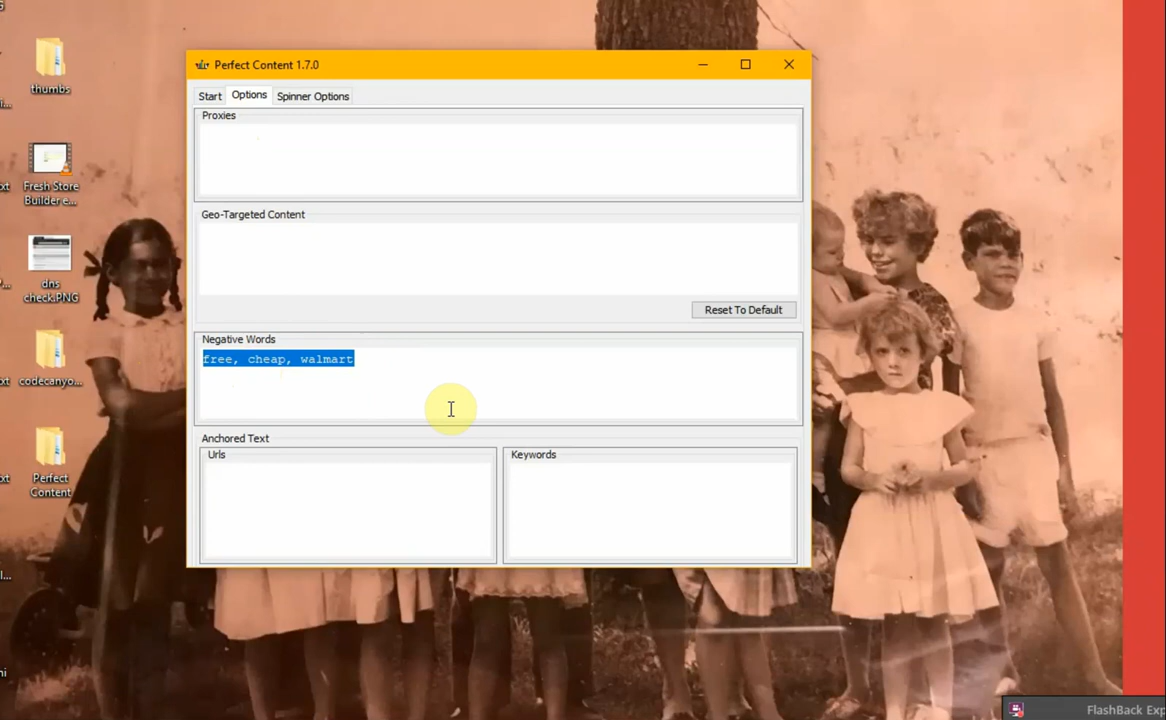 thumbs
Fresh Store
Builder e...
dns
check.PNG
codecanyo...
Perfect
Content
Perfect Content 1.7.0
Start
Options
Spinner Options
Proxies
Geo-Targeted Content
Reset To Default
Negative Words
free, cheap, walmart
Anchored Text
Urls
Keywords
FlashBack Exp